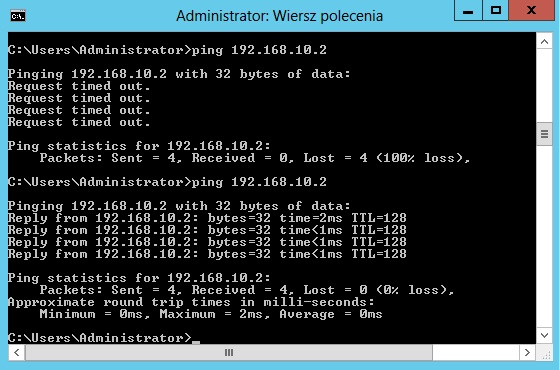 Administrator: Wiersz polecenia
C:\Users\Administrator>ping 192.168.10.2
Pinging 192.168.10.2 with 32 bytes of data:
Request timed out.
Request timed out.
Request timed out.
Request timed out.
Ping statistics for 192.168.10.2:
    Packets: Sent = 4, Received = 0, Lost = 4 (100% loss),
C:\Users\Administrator>ping 192.168.10.2
Pinging 192.168.10.2 with 32 bytes of data:
Reply from 192.168.10.2: bytes=32 time=2ms TTL=128
Reply from 192.168.10.2: bytes=32 time<1ms TTL=128
Reply from 192.168.10.2: bytes=32 time<1ms TTL=128
Reply from 192.168.10.2: bytes=32 time<1ms TTL=128
Ping statistics for 192.168.10.2:
    Packets: Sent = 4, Received = 4, Lost = 0 (0% loss),
Approximate round trip times in milli-seconds:
    Minimum = 0ms, Maximum = 2ms, Average = 0ms
C:\Users\Administrator>_